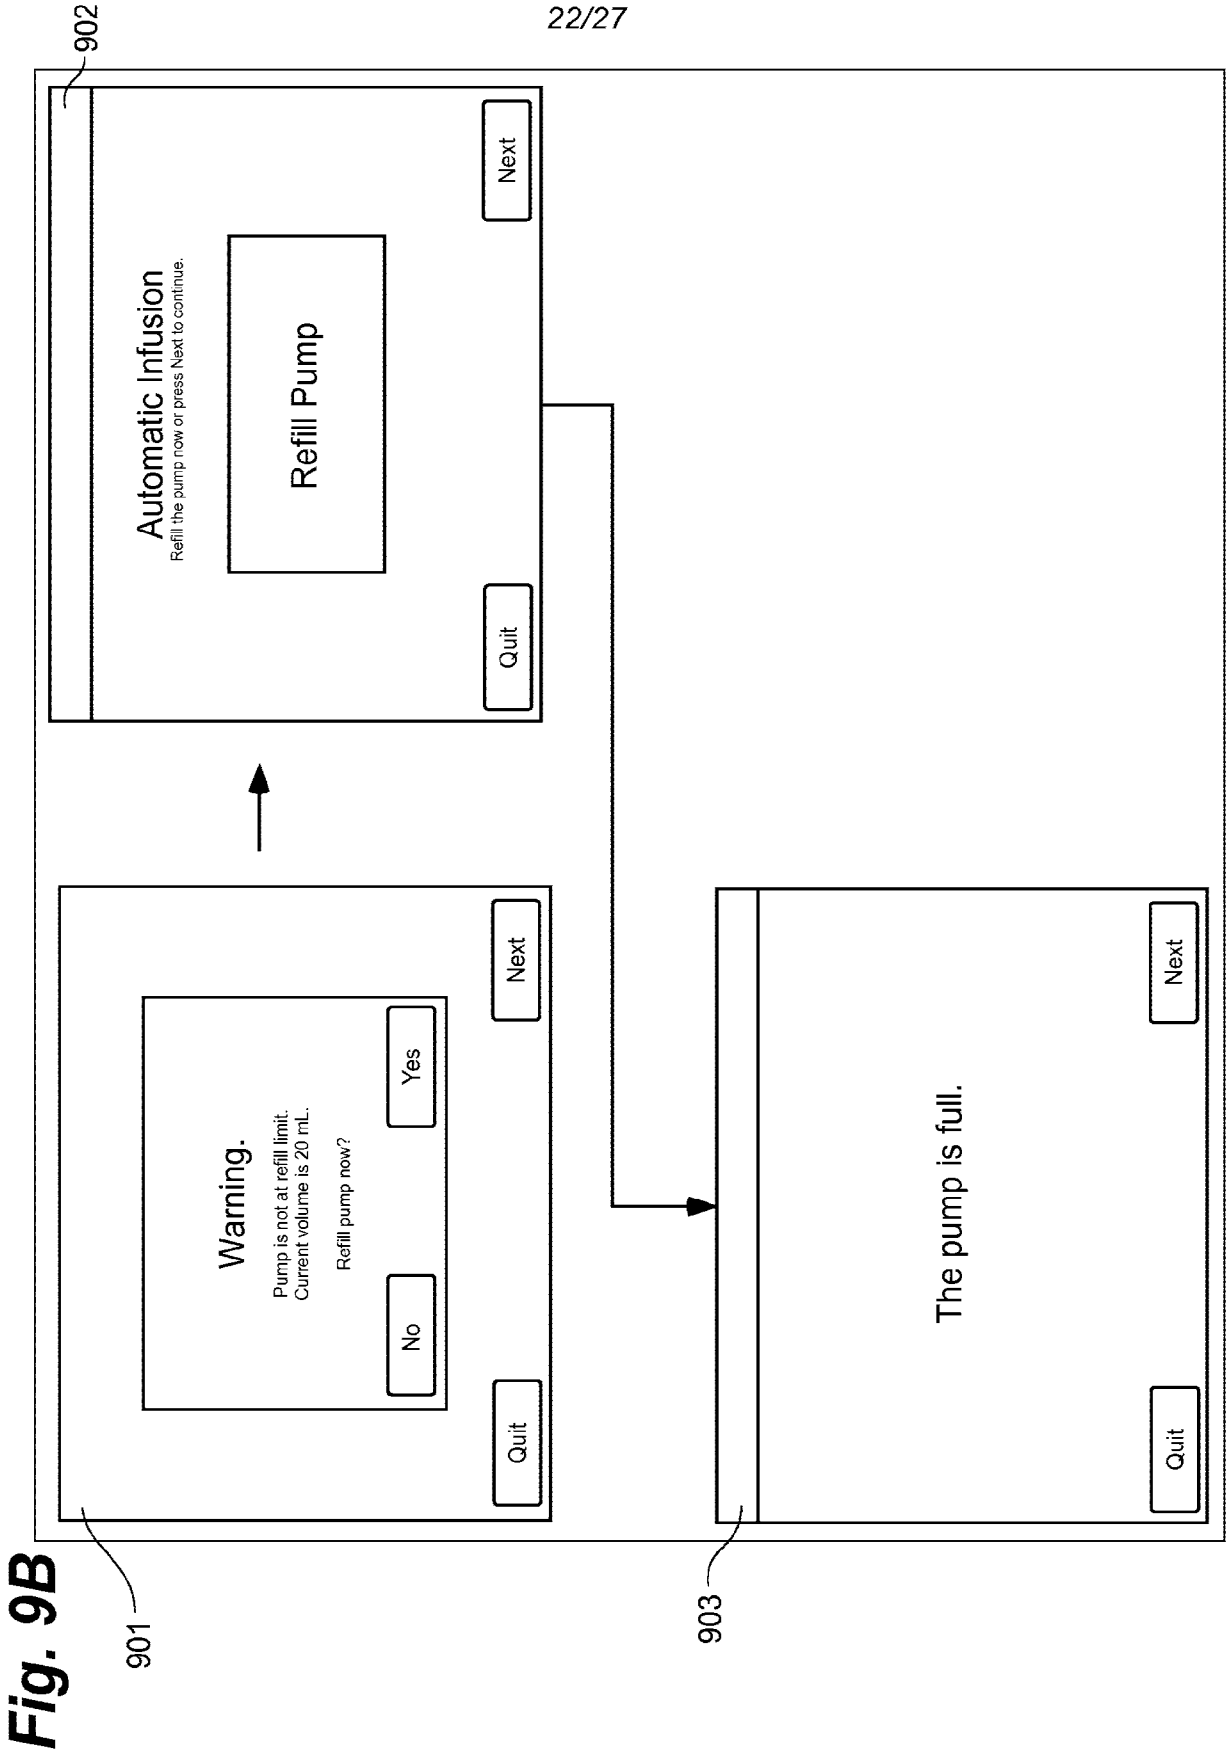 22/27
Fig. 9B
901
Warning.
Pump is not at refill limit.
Current volume is 20 mL.
Refill pump now?
No
Yes
Quit
Next
902
Automatic Infusion
Refill the pump now or press Next to continue.
Refill Pump
Quit
Next
903
The pump is full.
Quit
Next